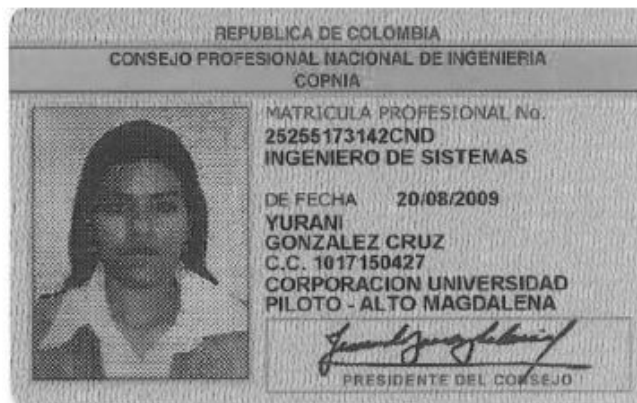 REPUBLICA DE COLOMBIA
CONSEJO PROFESIONAL NACIONAL DE INGENIERIA
COPNIA
MATRICULA PROFESIONAL No.
25255173142CND
INGENIERO DE SISTEMAS
DE FECHA 20/08/2009
YURANI
GONZALEZ CRUZ
C.C. 1017150427
CORPORACION UNIVERSIDAD
PILOTO - ALTO MAGDALENA
PRESIDENTE DEL CONSEJO